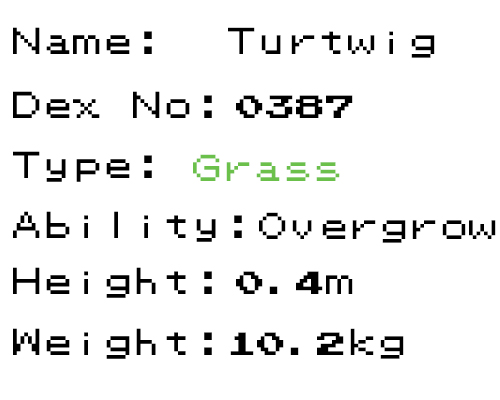 Name: Turtwig
Dex No: 0387
Type: Grass
Ability:Overgrow
Height: 0.4m
Weight:10.2kg